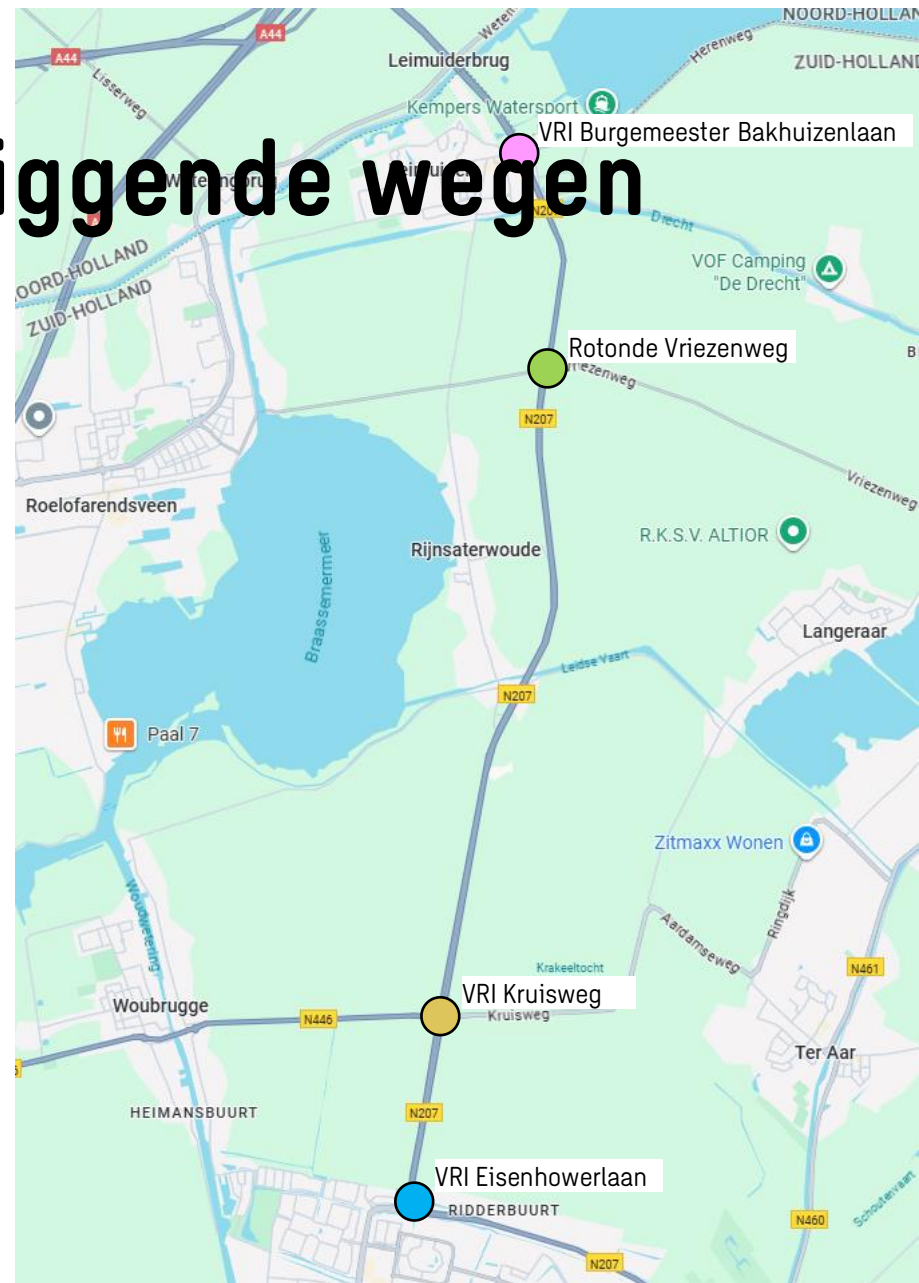 NOORD-HOLLAN
A44
A44
Leimuiderbrug
Herenweg
ZUID-HOLLAND
Lisserweg
Kempers Watersport
VRI Burgemeester Bakhuizenlaan
iggende wegen
Drecht
NOORD-HOLLAND
ZUID-HOLLAND
VOF Camping
"De Drecht"
Rotonde Vriezenweg
N207
Vriezenweg
Roelofarendsveen
Rijnsaterwoude
R.K.S.V. ALTIOR
Braassemermeer
Langeraar
Leidse Vaart
N207
Paal 7
Zitmaxx Wonen
Woudwetering
Ringdijk
Aardamseweg
Krakeeltocht
N461
Woubrugge
VRI Kruisweg
N446
Kruisweg
Ter Aar
HEIMANSBUURT
N207
VRI Eisenhowerlaan
RIDDERBUURT
Schoutenvaart
N460
N207